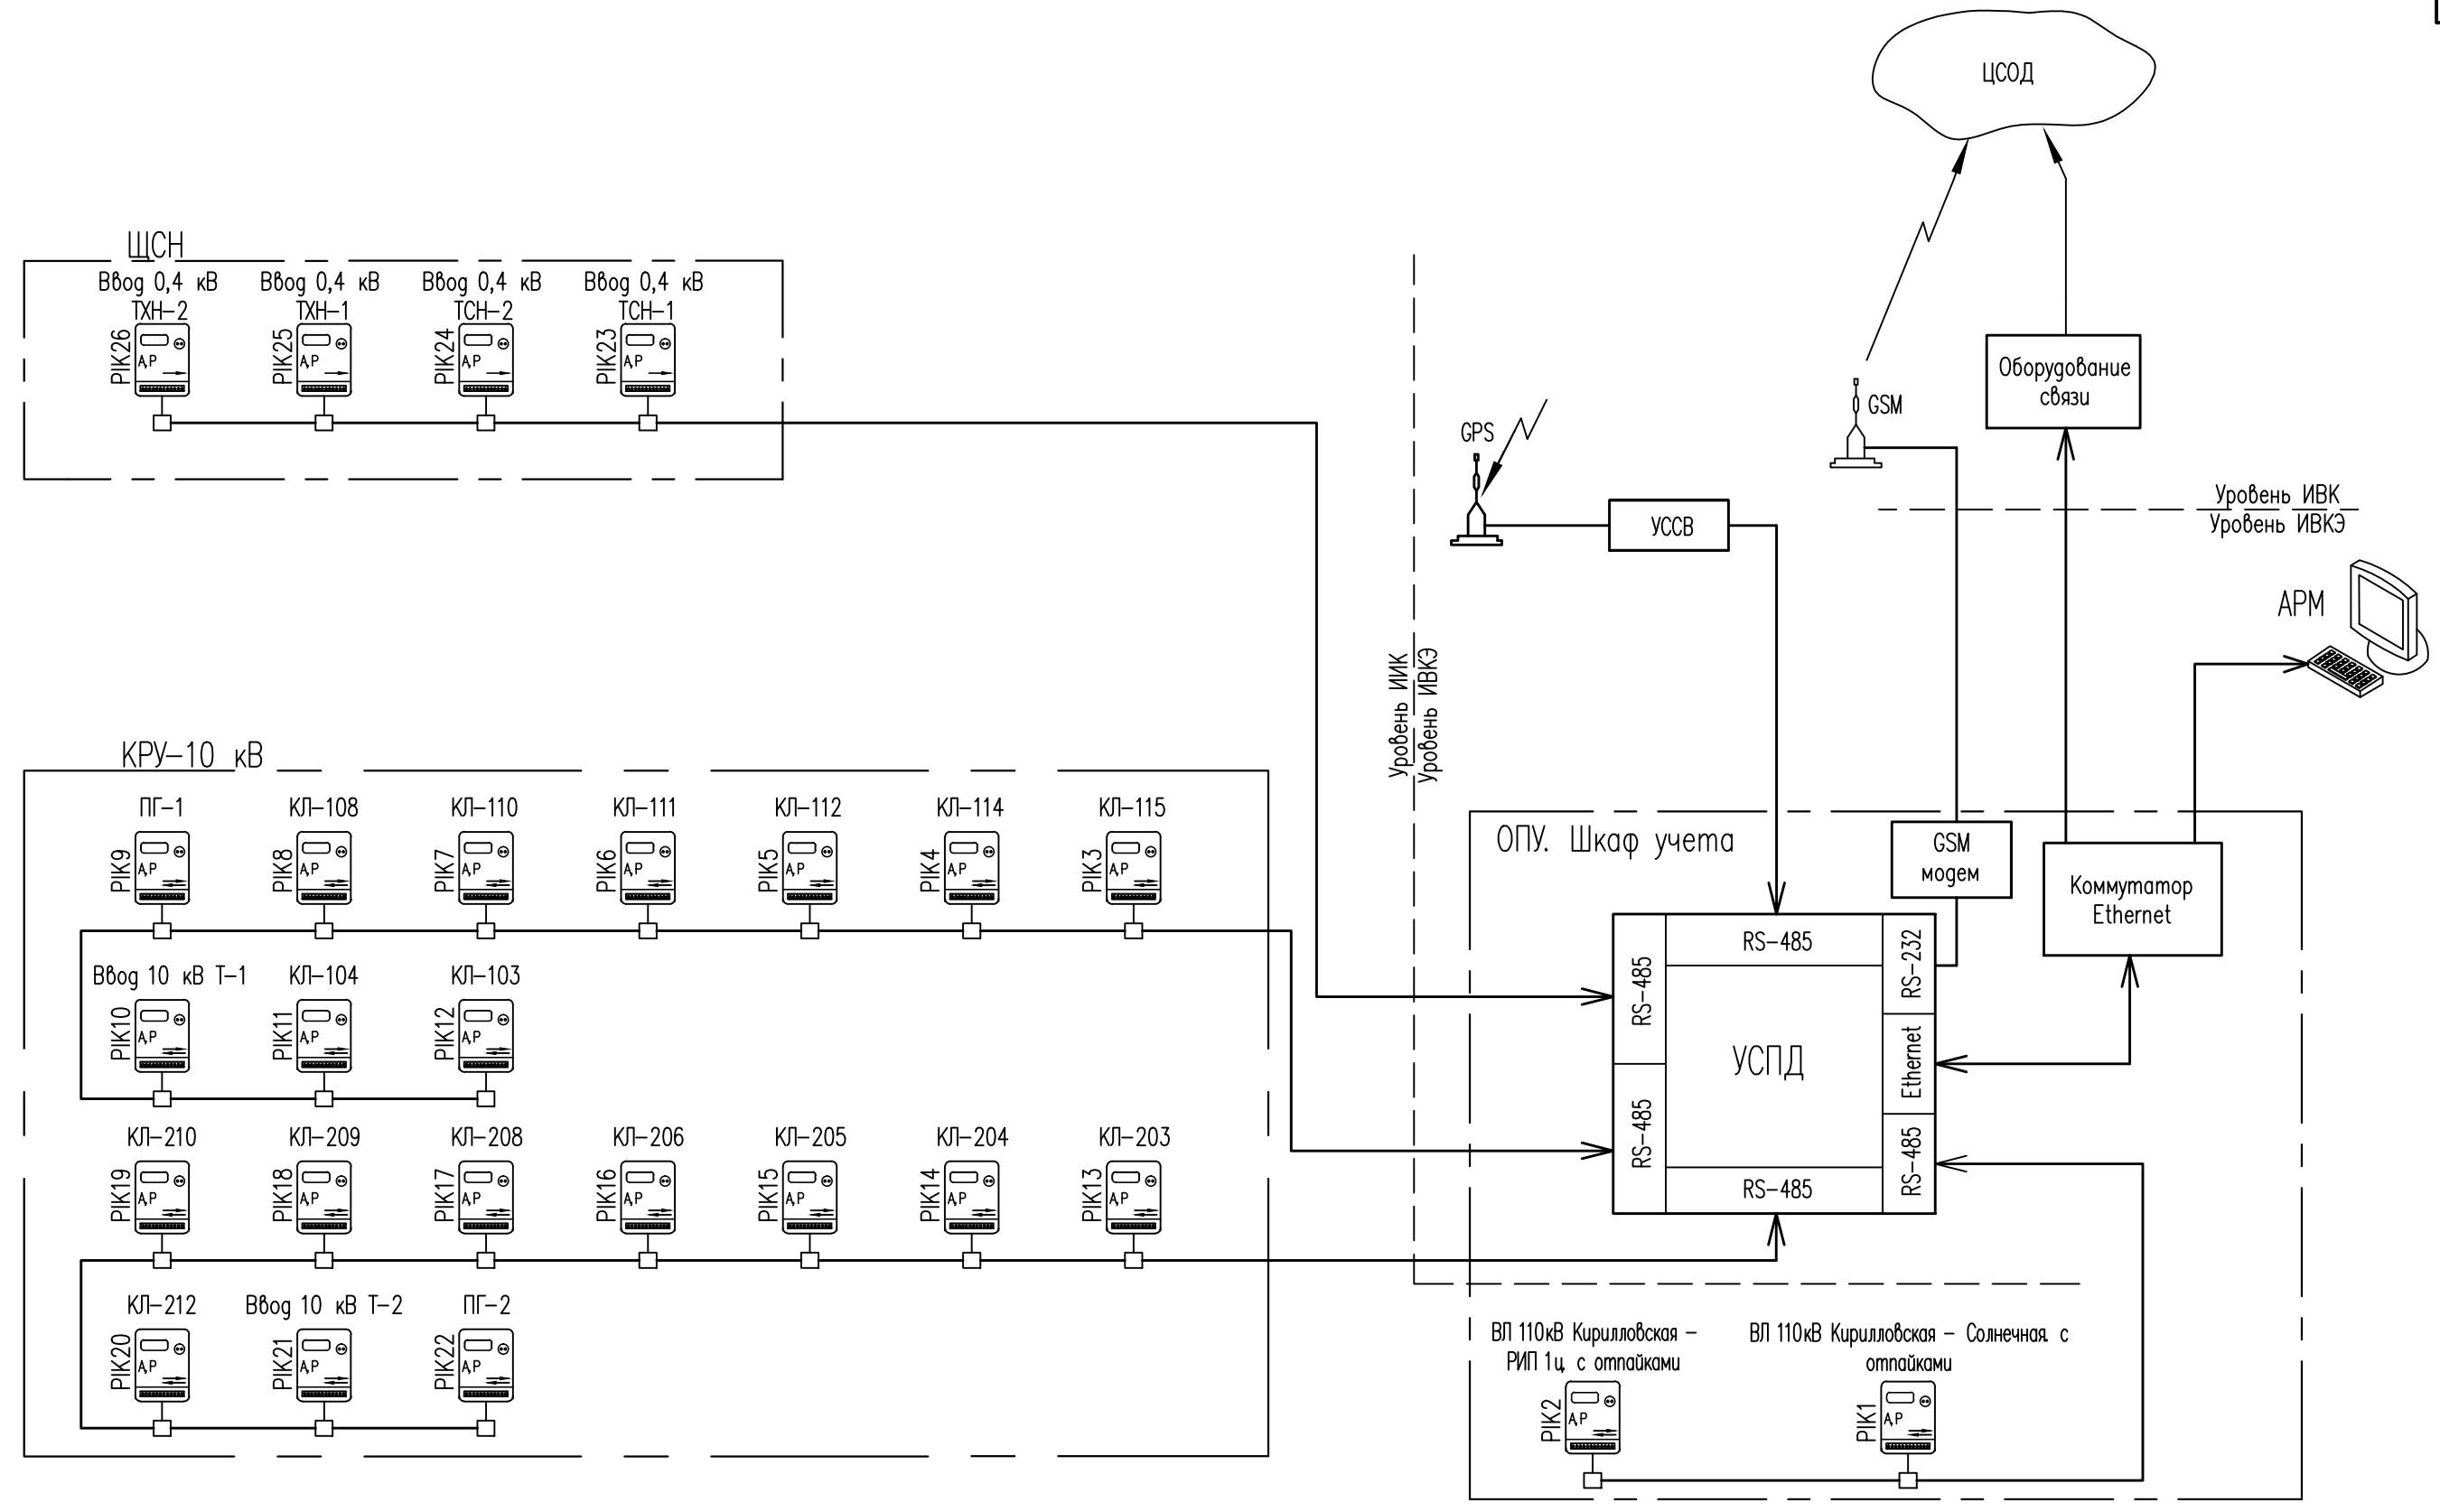 ЦСОД
ЩСН
Ввод 0,4 кВ
ТХН-2
PIK26
A,P
Ввод 0,4 кВ
ТХН-1
PIK25
A,P
Ввод 0,4 кВ
ТСН-2
PIK24
A,P
Ввод 0,4 кВ
ТСН-1
PIK23
A,P
GPS
УССВ
GSM
Оборудование
связи
Уровень ИВК
Уровень ИВКЭ
АРМ
Уровень ИИК
Уровень ИВКЭ
КРУ-10 кВ
ПГ-1
PIK9
A,P
КЛ-108
PIK8
A,P
КЛ-110
PIK7
A,P
КЛ-111
PIK6
A,P
КЛ-112
PIK5
A,P
КЛ-114
PIK4
A,P
КЛ-115
PIK3
A,P
Ввод 10 кВ Т-1
PIK10
A,P
КЛ-104
PIK11
A,P
КЛ-103
PIK12
A,P
КЛ-210
PIK19
A,P
КЛ-209
PIK18
A,P
КЛ-208
PIK17
A,P
КЛ-206
PIK16
A,P
КЛ-205
PIK15
A,P
КЛ-204
PIK14
A,P
КЛ-203
PIK13
A,P
КЛ-212
PIK20
A,P
Ввод 10 кВ Т-2
PIK21
A,P
ПГ-2
PIK22
A,P
ОПУ. Шкаф учета
GSM
модем
Коммутатор
Ethernet
RS-485
RS-485
RS-485
УСПД
RS-485
RS-232
Ethernet
RS-485
ВЛ 110кВ Кирилловская -
РИП 1ц. с отпайками
PIK2
A,P
ВЛ 110кВ Кирилловская - Солнечная. с
отпайками
PIK1
A,P